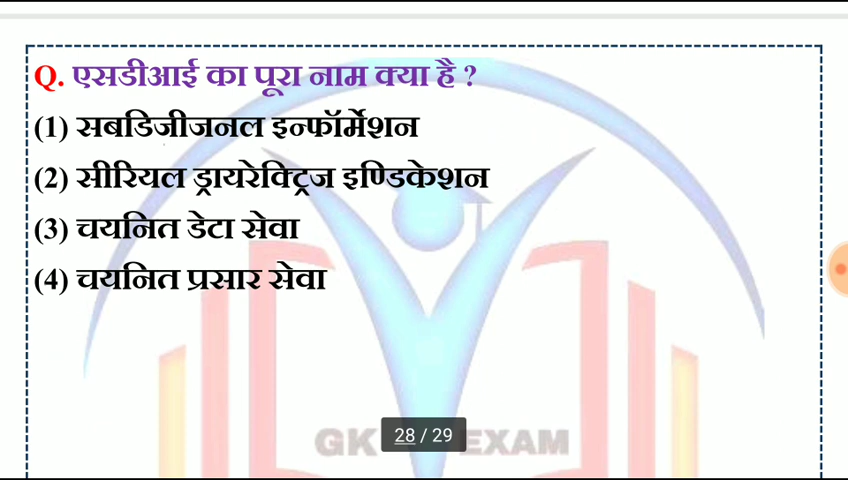 Q. एसडीआई का पूरा नाम क्या है ?
(1) सबडिजीजनल इन्फॉर्मेशन
(2) सीरियल ड्रायरेक्ट्रिज इण्डिकेशन
(3) चयनित डेटा सेवा
(4) चयनित प्रसार सेवा
GK EXAM
28 / 29